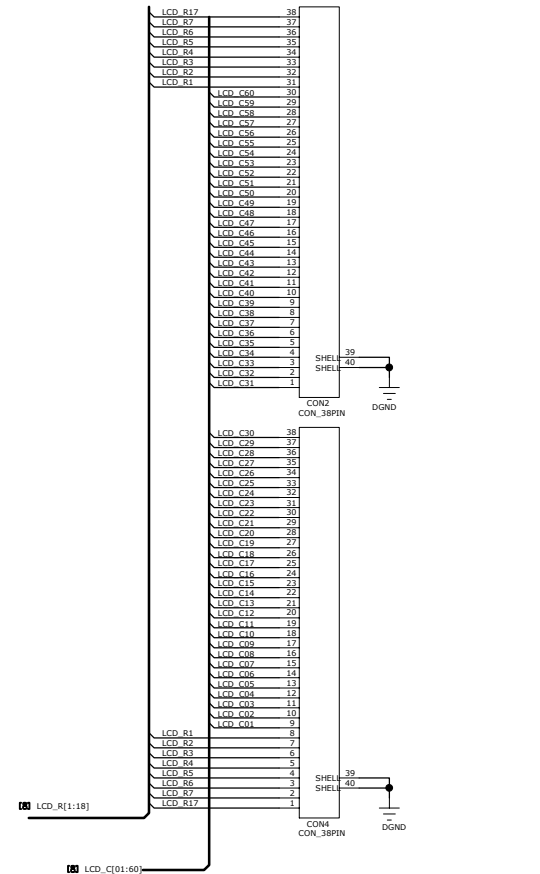 LCD_R17 38
LCD_R7 37
LCD_R6 36
LCD_R5 35
LCD_R4 34
LCD_R3 33
LCD_R2 32
LCD_R1 31
LCD_C60 30
LCD_C59 29
LCD_C58 28
LCD_C57 27
LCD_C56 26
LCD_C55 25
LCD_C54 24
LCD_C53 23
LCD_C52 22
LCD_C51 21
LCD_C50 20
LCD_C49 19
LCD_C48 18
LCD_C47 17
LCD_C46 16
LCD_C45 15
LCD_C44 14
LCD_C43 13
LCD_C42 12
LCD_C41 11
LCD_C40 10
LCD_C39 9
LCD_C38 8
LCD_C37 7
LCD_C36 6
LCD_C35 5
LCD_C34 4
LCD_C33 3
LCD_C32 2
LCD_C31 1
SHELL 39
SHELL 40
DGND
CON2
CON_38PIN
LCD_C30 38
LCD_C29 37
LCD_C28 36
LCD_C27 35
LCD_C26 34
LCD_C25 33
LCD_C24 32
LCD_C23 31
LCD_C22 30
LCD_C21 29
LCD_C20 28
LCD_C19 27
LCD_C18 26
LCD_C17 25
LCD_C16 24
LCD_C15 23
LCD_C14 22
LCD_C13 21
LCD_C12 20
LCD_C11 19
LCD_C10 18
LCD_C09 17
LCD_C08 16
LCD_C07 15
LCD_C06 14
LCD_C05 13
LCD_C04 12
LCD_C03 11
LCD_C02 10
LCD_C01 9
LCD_R1 8
LCD_R2 7
LCD_R3 6
LCD_R4 5
LCD_R5 4
LCD_R6 3
LCD_R7 2
LCD_R17 1
SHELL 39
SHELL 40
DGND
CON4
CON_38PIN
LCD_R[1:18]
LCD_C[01:60]